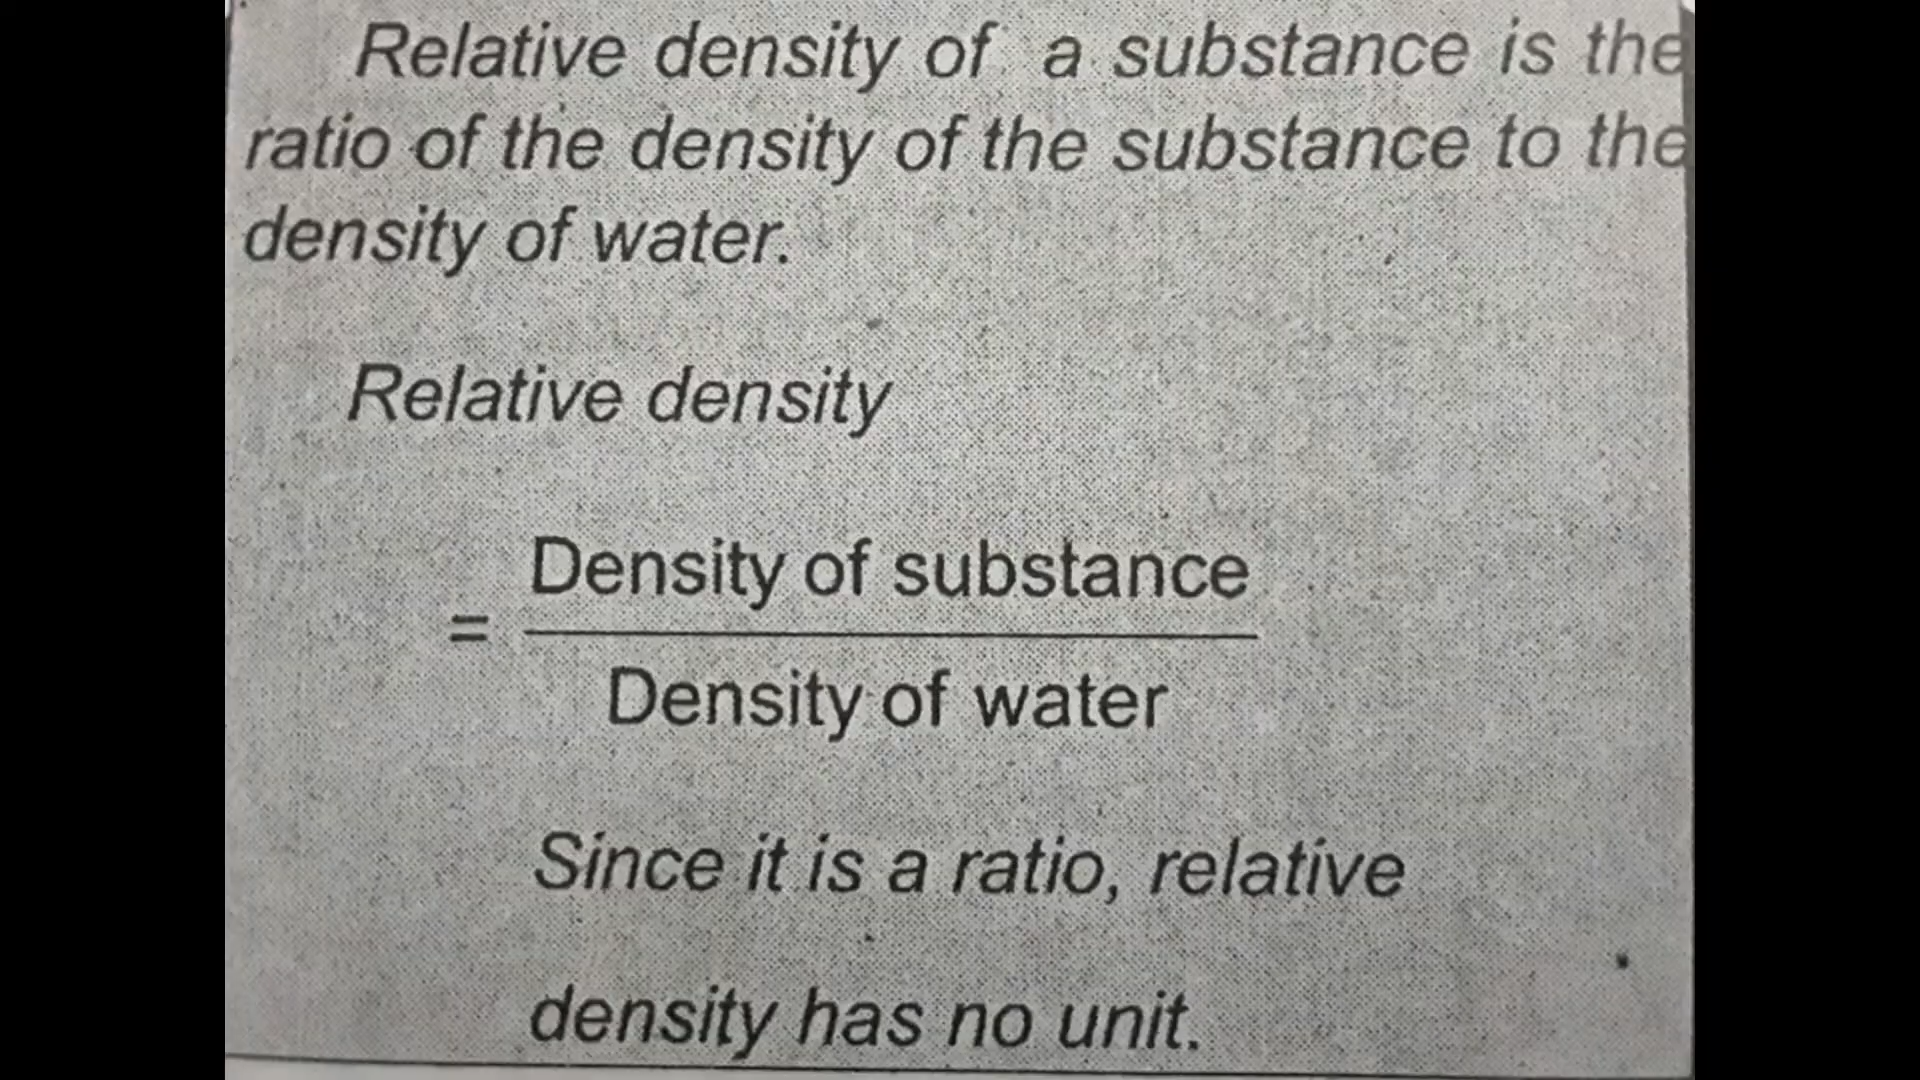 Relative density of a substance is the
ratio of the density of the substance to the
density of water.
Relative density
= Density of substance
Density of water
Since it is a ratio, relative
density has no unit.